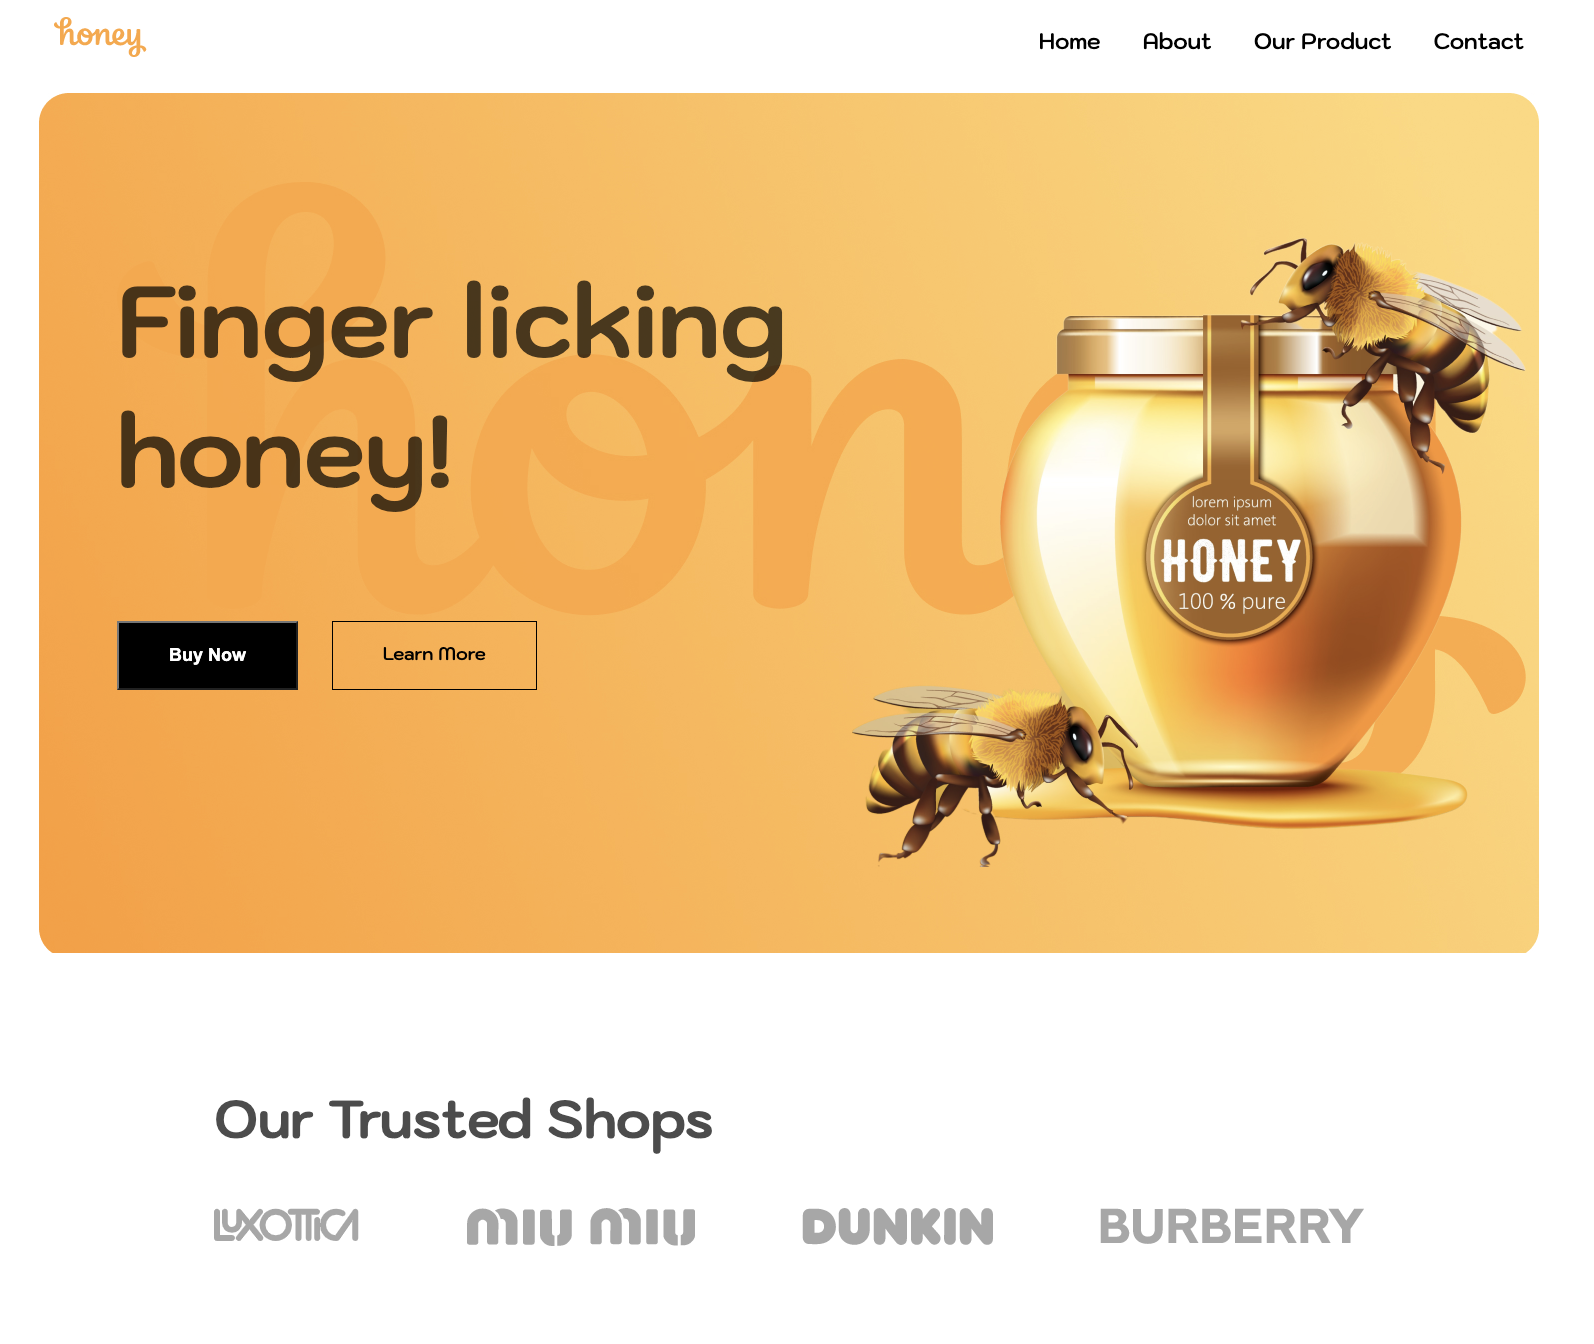 honey
Home About Our Product Contact
Finger licking
honey!
Buy Now Learn More
lorem ipsum
dolor sit amet
HONEY
100 % pure
Our Trusted Shops
LUXOTTICA MIU MIU DUNKIN BURBERRY